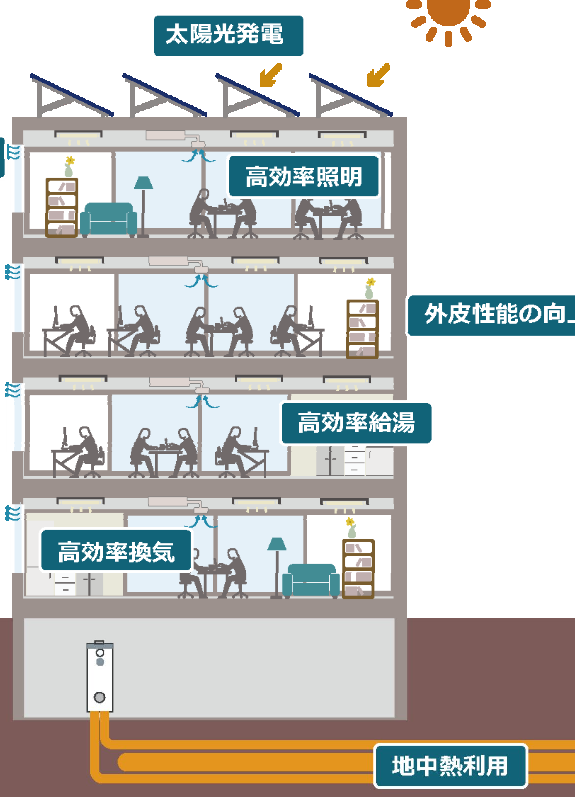 太陽光発電
高効率照明
外皮性能の向
高効率給湯
高効率換気
地中熱利用